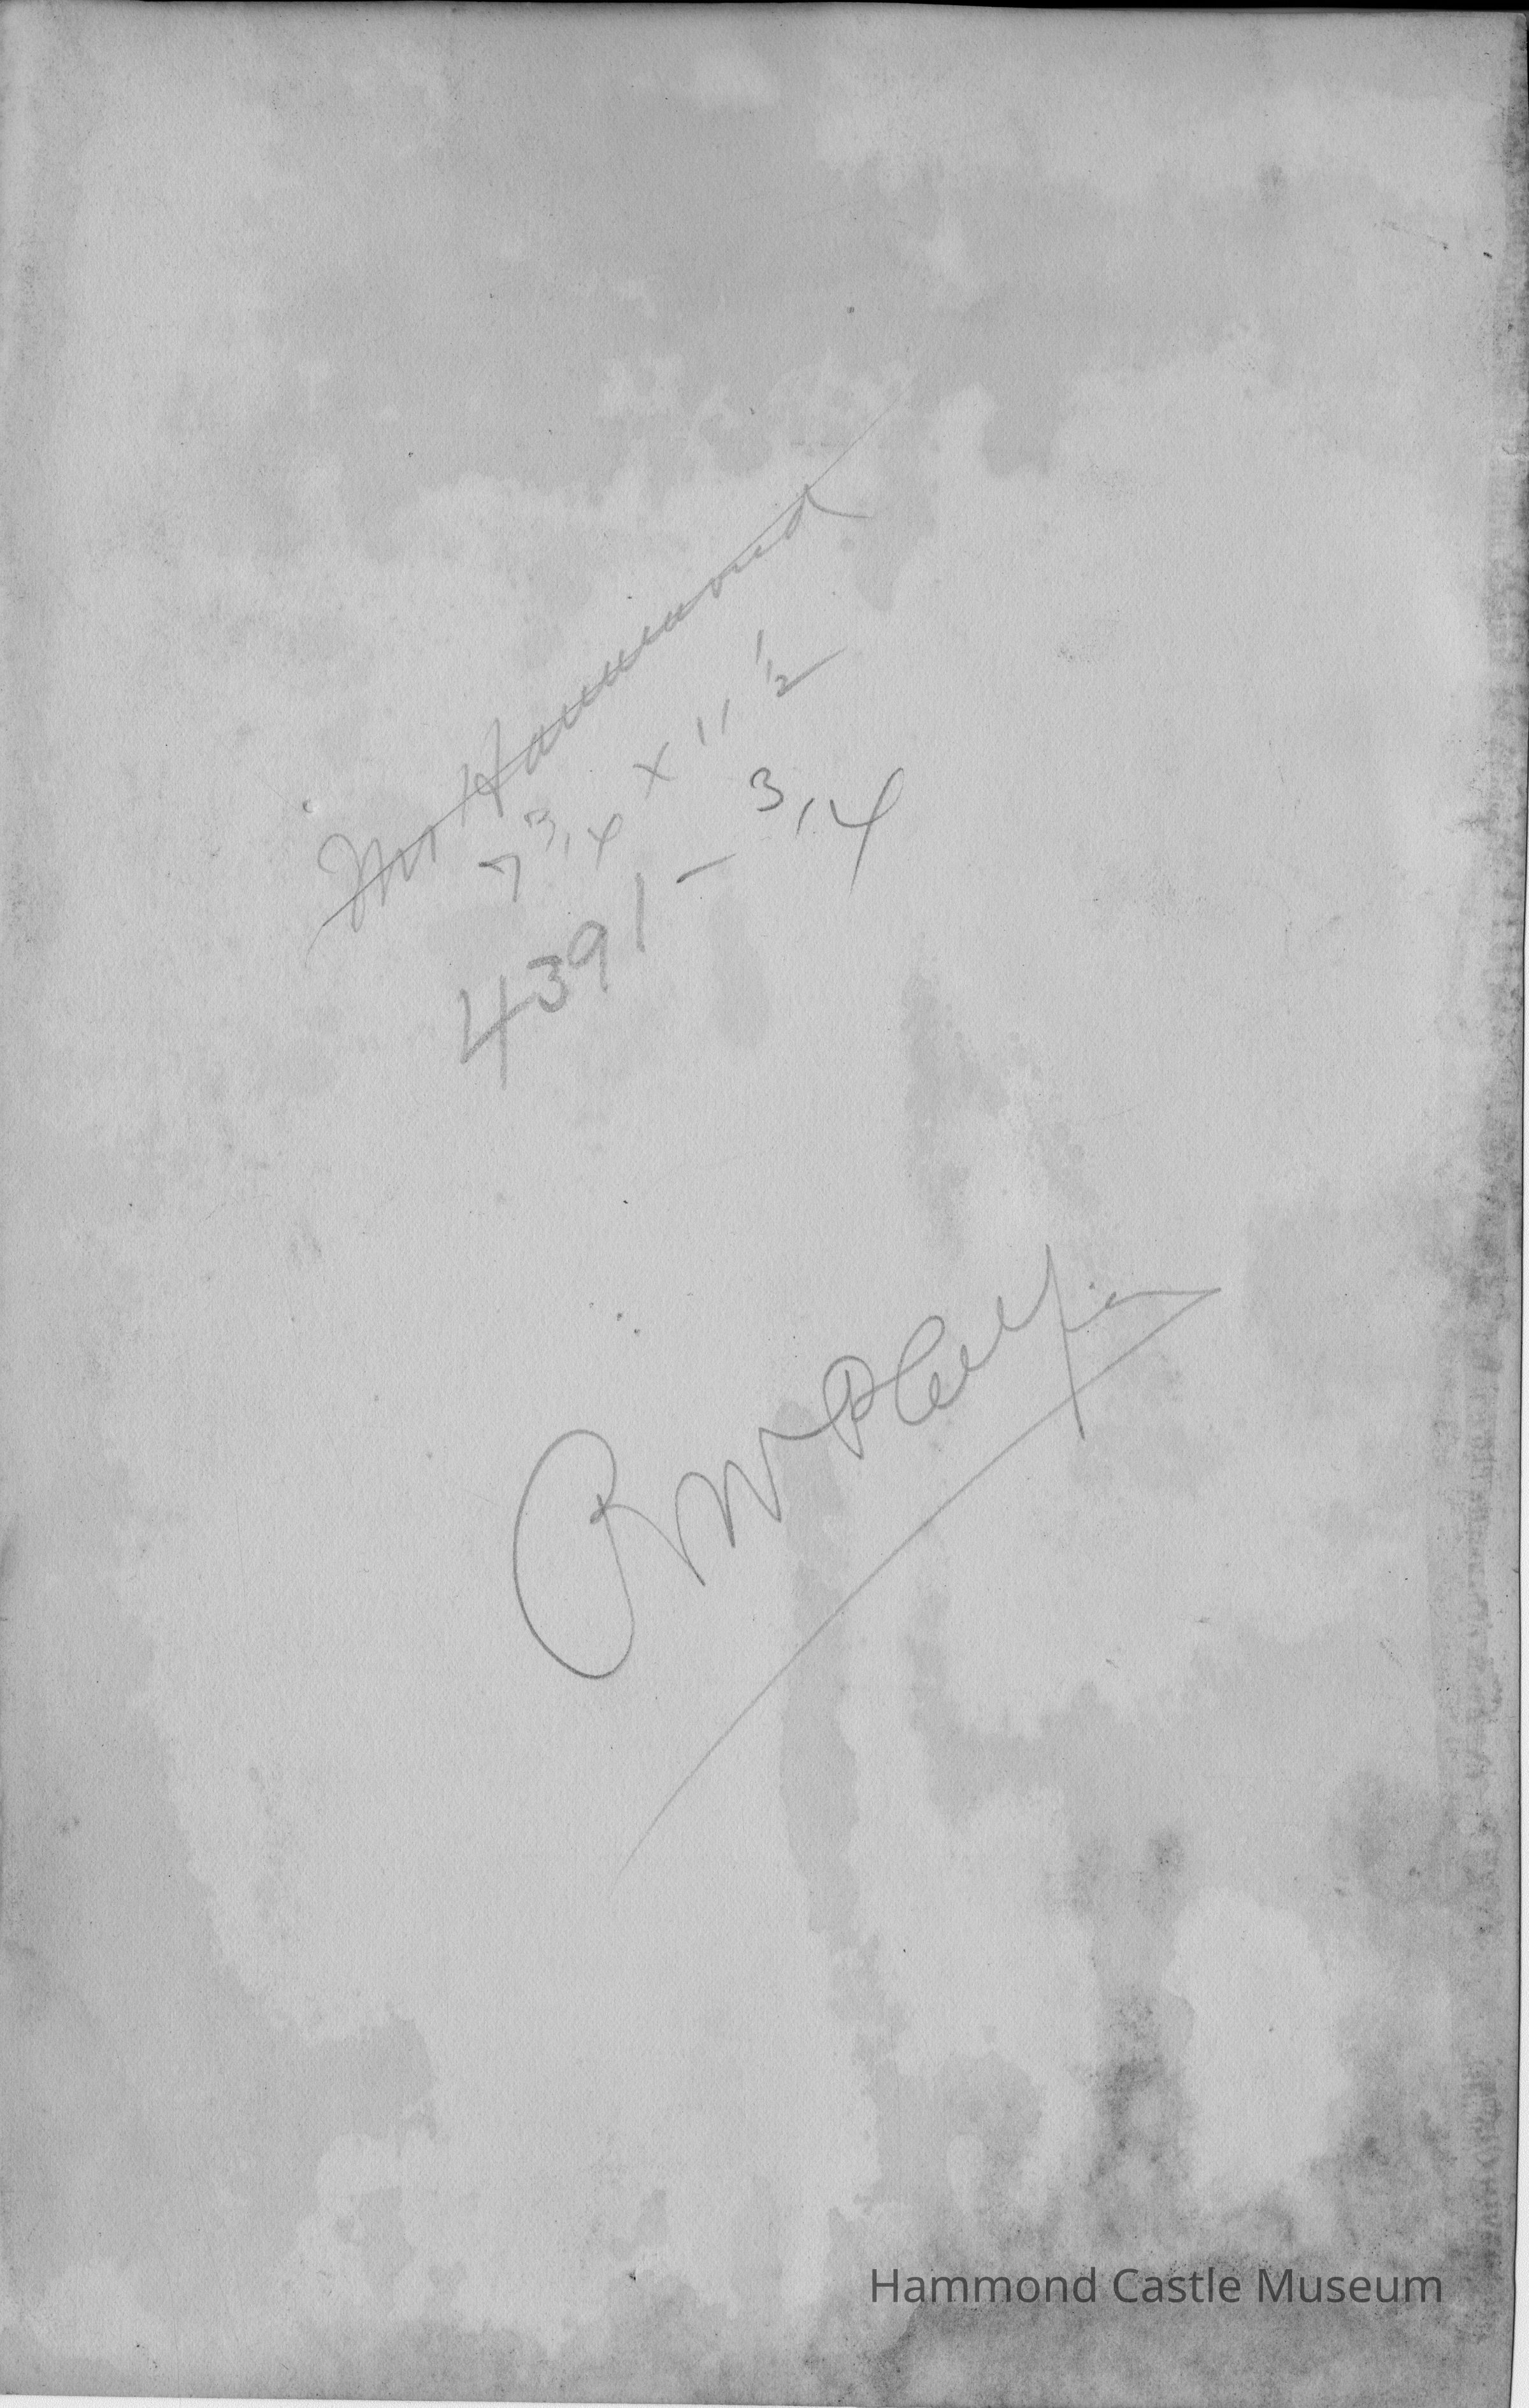 Mr Hammond
7 3/4 x 11 1/2
4391 - 3/4
Hammond Castle Museum